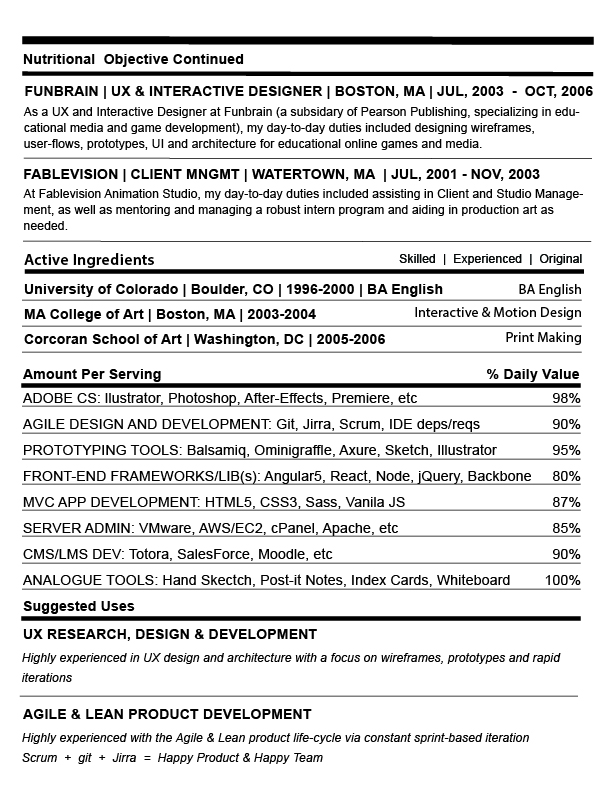 Nutritional Objective Continued
FUNBRAIN | UX & INTERACTIVE DESIGNER | BOSTON, MA | JUL, 2003 - OCT, 2006
As a UX and Interactive Designer at Funbrain (a subsidary of Pearson Publishing, specializing in edu-
cational media and game development), my day-to-day duties included designing wireframes,
user-flows, prototypes, UI and architecture for educational online games and media.
FABLEVISION | CLIENT MNGMT | WATERTOWN, MA | JUL, 2001 - NOV, 2003
At Fablevision Animation Studio, my day-to-day duties included assisting in Client and Studio Manage-
ment, as well as mentoring and managing a robust intern program and aiding in production art as
needed.
Active Ingredients Skilled | Experienced | Original
University of Colorado | Boulder, CO | 1996-2000 | BA English BA English
MA College of Art | Boston, MA | 2003-2004 Interactive & Motion Design
Corcoran School of Art | Washington, DC | 2005-2006 Print Making
Amount Per Serving % Daily Value
ADOBE CS: Ilustrator, Photoshop, After-Effects, Premiere, etc 98%
AGILE DESIGN AND DEVELOPMENT: Git, Jirra, Scrum, IDE deps/reqs 90%
PROTOTYPING TOOLS: Balsamiq, Ominigraffle, Axure, Sketch, Illustrator 95%
FRONT-END FRAMEWORKS/LIB(s): Angular5, React, Node, jQuery, Backbone 80%
MVC APP DEVELOPMENT: HTML5, CSS3, Sass, Vanila JS 87%
SERVER ADMIN: VMware, AWS/EC2, cPanel, Apache, etc 85%
CMS/LMS DEV: Totora, SalesForce, Moodle, etc 90%
ANALOGUE TOOLS: Hand Skectch, Post-it Notes, Index Cards, Whiteboard 100%
Suggested Uses
UX RESEARCH, DESIGN & DEVELOPMENT
Highly experienced in UX design and architecture with a focus on wireframes, prototypes and rapid
iterations
AGILE & LEAN PRODUCT DEVELOPMENT
Highly experienced with the Agile & Lean product life-cycle via constant sprint-based iteration
Scrum + git + Jirra = Happy Product & Happy Team